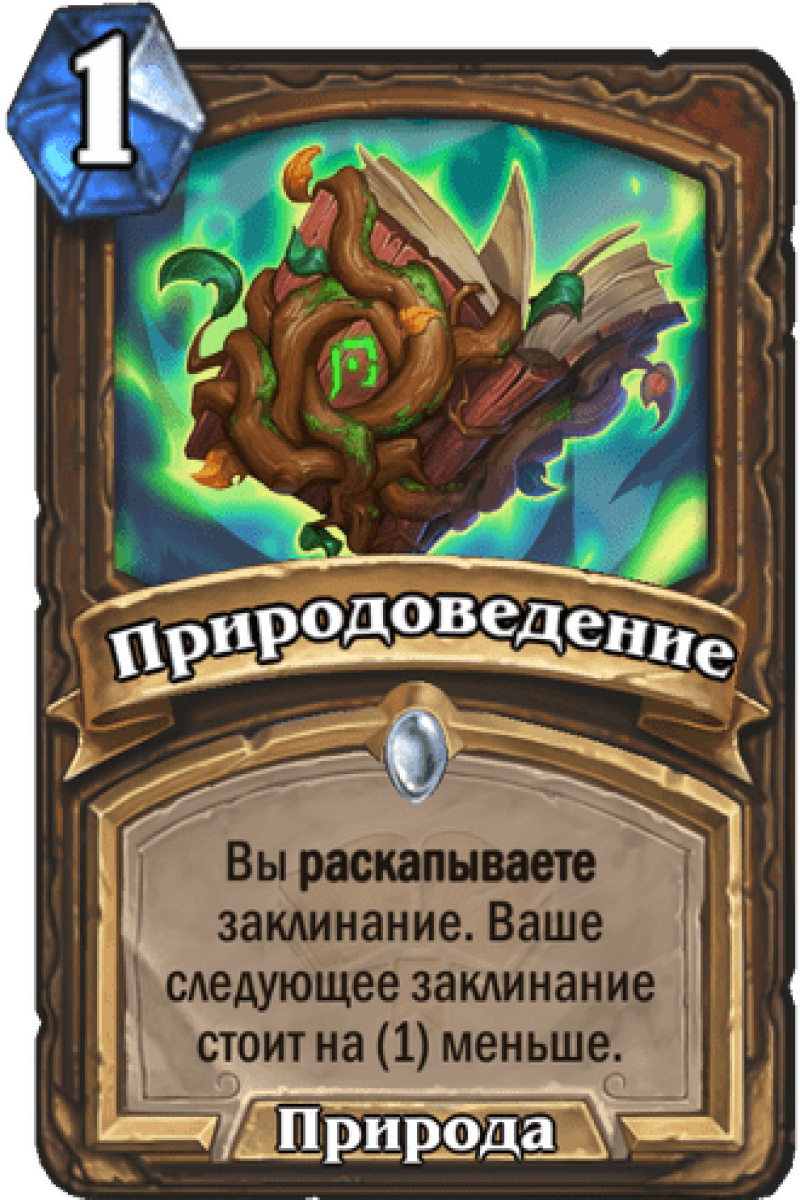 1
Природоведение
Вы раскапываете
заклинание. Ваше
следующее заклинание
стоит на (1) меньше.
Природа